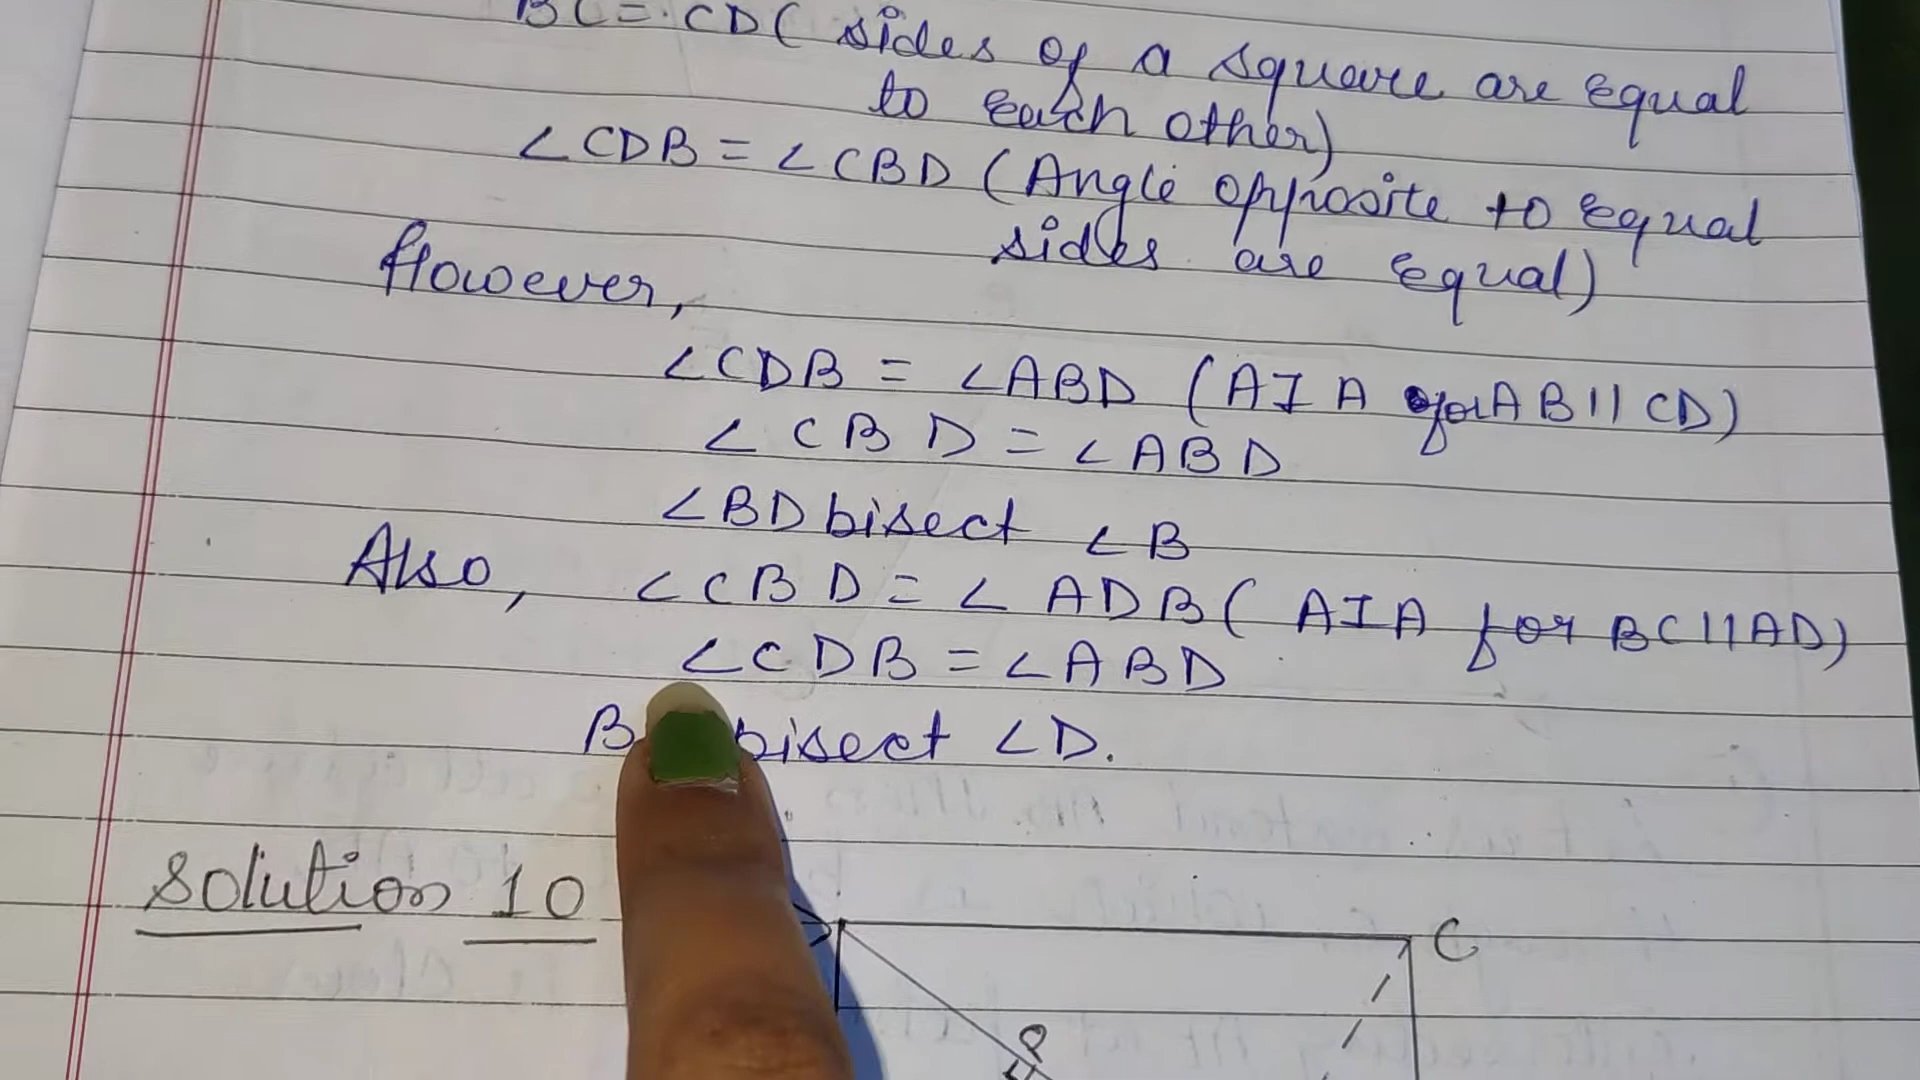 BC = CD ( sides of a square are equal
to each other)
∠CDB = ∠CBD (Angle opposite to equal
sides are equal)
However,
∠CDB = ∠ABD (AIA for AB || CD)
∠CBD = ∠ABD
∠BD bisect ∠B
Also, ∠CBD = ∠ADB ( AIA for BC || AD)
∠CDB = ∠ABD
B bisect ∠D.
Solution 10
C